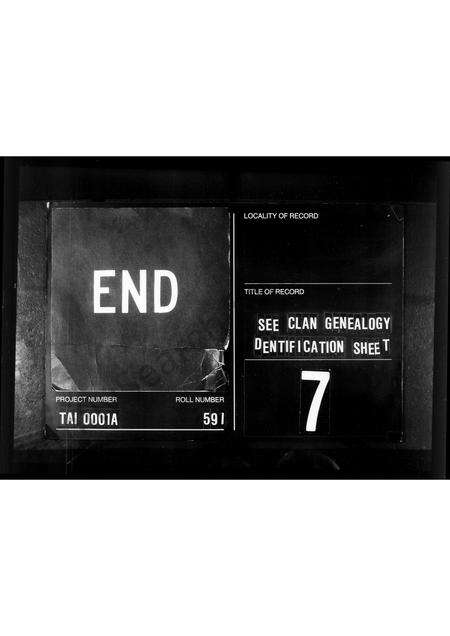 END
PROJECT NUMBER ROLL NUMBER
TAI 0001A 591
LOCALITY OF RECORD
TITLE OF RECORD
SEE CLAN GENEALOGY
DENTIFICATION SHEET
7